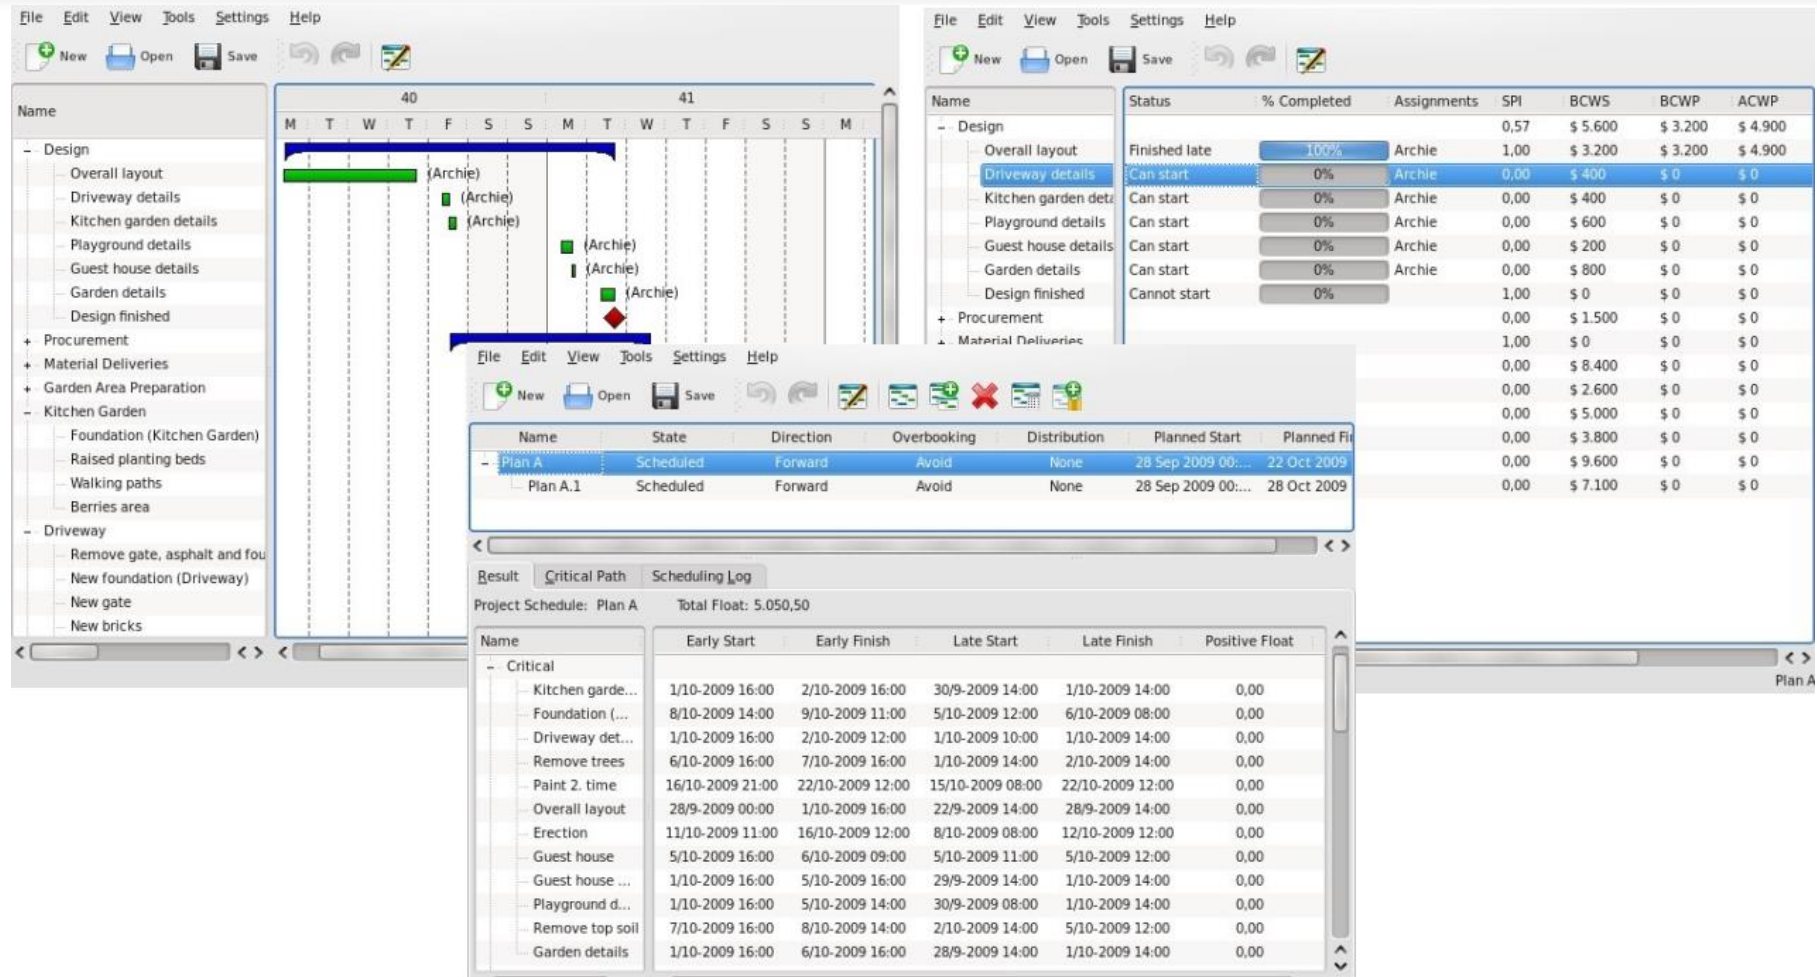 File Edit View Tools Settings Help
New Open Save
Name
40 41
M T W T F S S M T W T F S S M
Design
Overall layout (Archie)
Driveway details (Archie)
Kitchen garden details (Archie)
Playground details (Archie)
Guest house details (Archie)
Garden details (Archie)
Design finished
Procurement
Material Deliveries
Garden Area Preparation
Kitchen Garden
Foundation (Kitchen Garden)
Raised planting beds
Walking paths
Berries area
Driveway
Remove gate, asphalt and fou
New foundation (Driveway)
New gate
New bricks
File Edit View Tools Settings Help
New Open Save
Name Status % Completed Assignments SPI BCWS BCWP ACWP
Design 0,57 $ 5.600 $ 3.200 $ 4.900
Overall layout Finished late 100% Archie 1,00 $ 3.200 $ 3.200 $ 4.900
Driveway details Can start 0% Archie 0,00 $ 400 $ 0 $ 0
Kitchen garden deta Can start 0% Archie 0,00 $ 400 $ 0 $ 0
Playground details Can start 0% Archie 0,00 $ 600 $ 0 $ 0
Guest house details Can start 0% Archie 0,00 $ 200 $ 0 $ 0
Garden details Can start 0% Archie 0,00 $ 800 $ 0 $ 0
Design finished Cannot start 0% 1,00 $ 0 $ 0 $ 0
Procurement 0,00 $ 1.500 $ 0 $ 0
Material Deliveries 1,00 $ 0 $ 0 $ 0
0,00 $ 8.400 $ 0 $ 0
0,00 $ 2.600 $ 0 $ 0
0,00 $ 5.000 $ 0 $ 0
0,00 $ 3.800 $ 0 $ 0
0,00 $ 9.600 $ 0 $ 0
0,00 $ 7.100 $ 0 $ 0
Plan A
File Edit View Tools Settings Help
New Open Save
Name State Direction Overbooking Distribution Planned Start Planned Fi
Plan A Scheduled Forward Avoid None 28 Sep 2009 00:... 22 Oct 2009
Plan A.1 Scheduled Forward Avoid None 28 Sep 2009 00:... 28 Oct 2009
Result Critical Path Scheduling Log
Project Schedule: Plan A Total Float: 5.050,50
Name Early Start Early Finish Late Start Late Finish Positive Float
Critical
Kitchen garde... 1/10-2009 16:00 2/10-2009 16:00 30/9-2009 14:00 1/10-2009 14:00 0,00
Foundation (... 8/10-2009 14:00 9/10-2009 11:00 5/10-2009 12:00 6/10-2009 08:00 0,00
Driveway det... 1/10-2009 16:00 2/10-2009 12:00 1/10-2009 10:00 1/10-2009 14:00 0,00
Remove trees 6/10-2009 16:00 7/10-2009 16:00 1/10-2009 14:00 2/10-2009 14:00 0,00
Paint 2. time 16/10-2009 21:00 22/10-2009 12:00 15/10-2009 08:00 22/10-2009 12:00 0,00
Overall layout 28/9-2009 00:00 1/10-2009 16:00 22/9-2009 14:00 28/9-2009 14:00 0,00
Erection 11/10-2009 11:00 16/10-2009 12:00 8/10-2009 08:00 12/10-2009 12:00 0,00
Guest house 5/10-2009 16:00 6/10-2009 09:00 5/10-2009 11:00 5/10-2009 12:00 0,00
Guest house ... 1/10-2009 16:00 5/10-2009 16:00 29/9-2009 14:00 1/10-2009 14:00 0,00
Playground d... 1/10-2009 16:00 5/10-2009 14:00 30/9-2009 08:00 1/10-2009 14:00 0,00
Remove top soil 7/10-2009 16:00 8/10-2009 14:00 2/10-2009 14:00 5/10-2009 12:00 0,00
Garden details 1/10-2009 16:00 6/10-2009 16:00 28/9-2009 14:00 1/10-2009 14:00 0,00